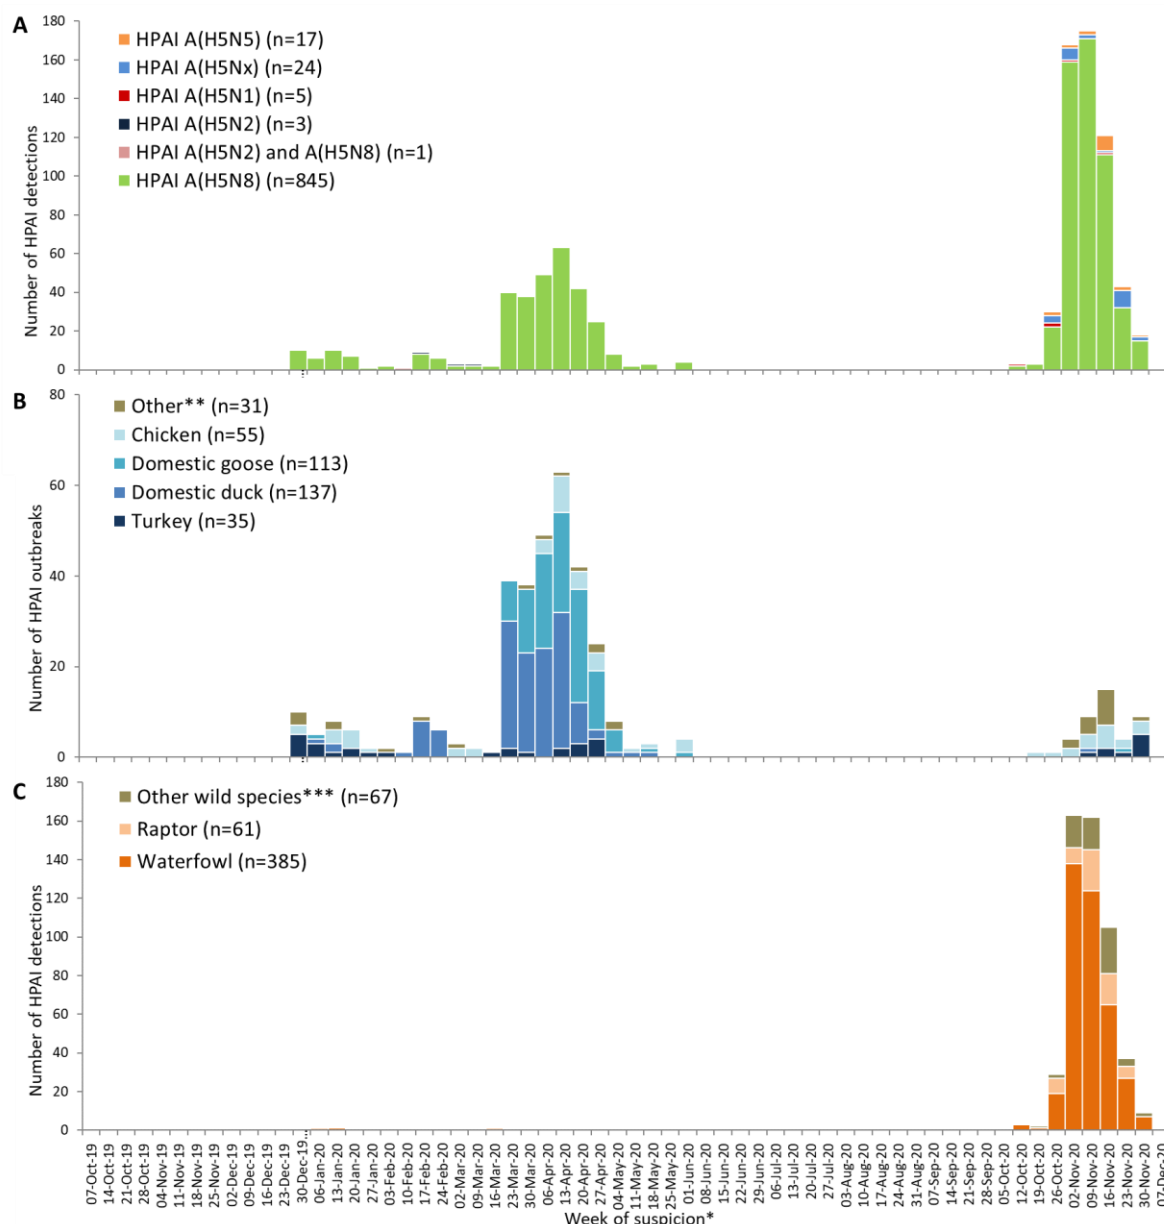 A
Number of HPAI detections
180
160
140
120
100
80
60
40
20
0
HPAI A(H5N5) (n=17)
HPAI A(H5Nx) (n=24)
HPAI A(H5N1) (n=5)
HPAI A(H5N2) (n=3)
HPAI A(H5N2) and A(H5N8) (n=1)
HPAI A(H5N8) (n=845)
B
Number of HPAI outbreaks
80
60
40
20
0
Other** (n=31)
Chicken (n=55)
Domestic goose (n=113)
Domestic duck (n=137)
Turkey (n=35)
C
Number of HPAI detections
180
160
140
120
100
80
60
40
20
0
Other wild species*** (n=67)
Raptor (n=61)
Waterfowl (n=385)
07-Oct-19
14-Oct-19
21-Oct-19
28-Oct-19
04-Nov-19
11-Nov-19
18-Nov-19
25-Nov-19
02-Dec-19
09-Dec-19
16-Dec-19
23-Dec-19
30-Dec-19...
06-Jan-20
13-Jan-20
20-Jan-20
27-Jan-20
03-Feb-20
10-Feb-20
17-Feb-20
24-Feb-20
02-Mar-20
09-Mar-20
16-Mar-20
23-Mar-20
30-Mar-20
06-Apr-20
13-Apr-20
20-Apr-20
27-Apr-20
04-May-20
11-May-20
18-May-20
25-May-20
01-Jun-20
08-Jun-20
15-Jun-20
22-Jun-20
29-Jun-20
06-Jul-20
13-Jul-20
20-Jul-20
27-Jul-20
03-Aug-20
10-Aug-20
17-Aug-20
24-Aug-20
31-Aug-20
07-Sep-20
14-Sep-20
21-Sep-20
28-Sep-20
05-Oct-20
12-Oct-20
19-Oct-20
26-Oct-20
02-Nov-20
09-Nov-20
16-Nov-20
23-Nov-20
30-Nov-20
07-Dec-20
Week of suspicion*